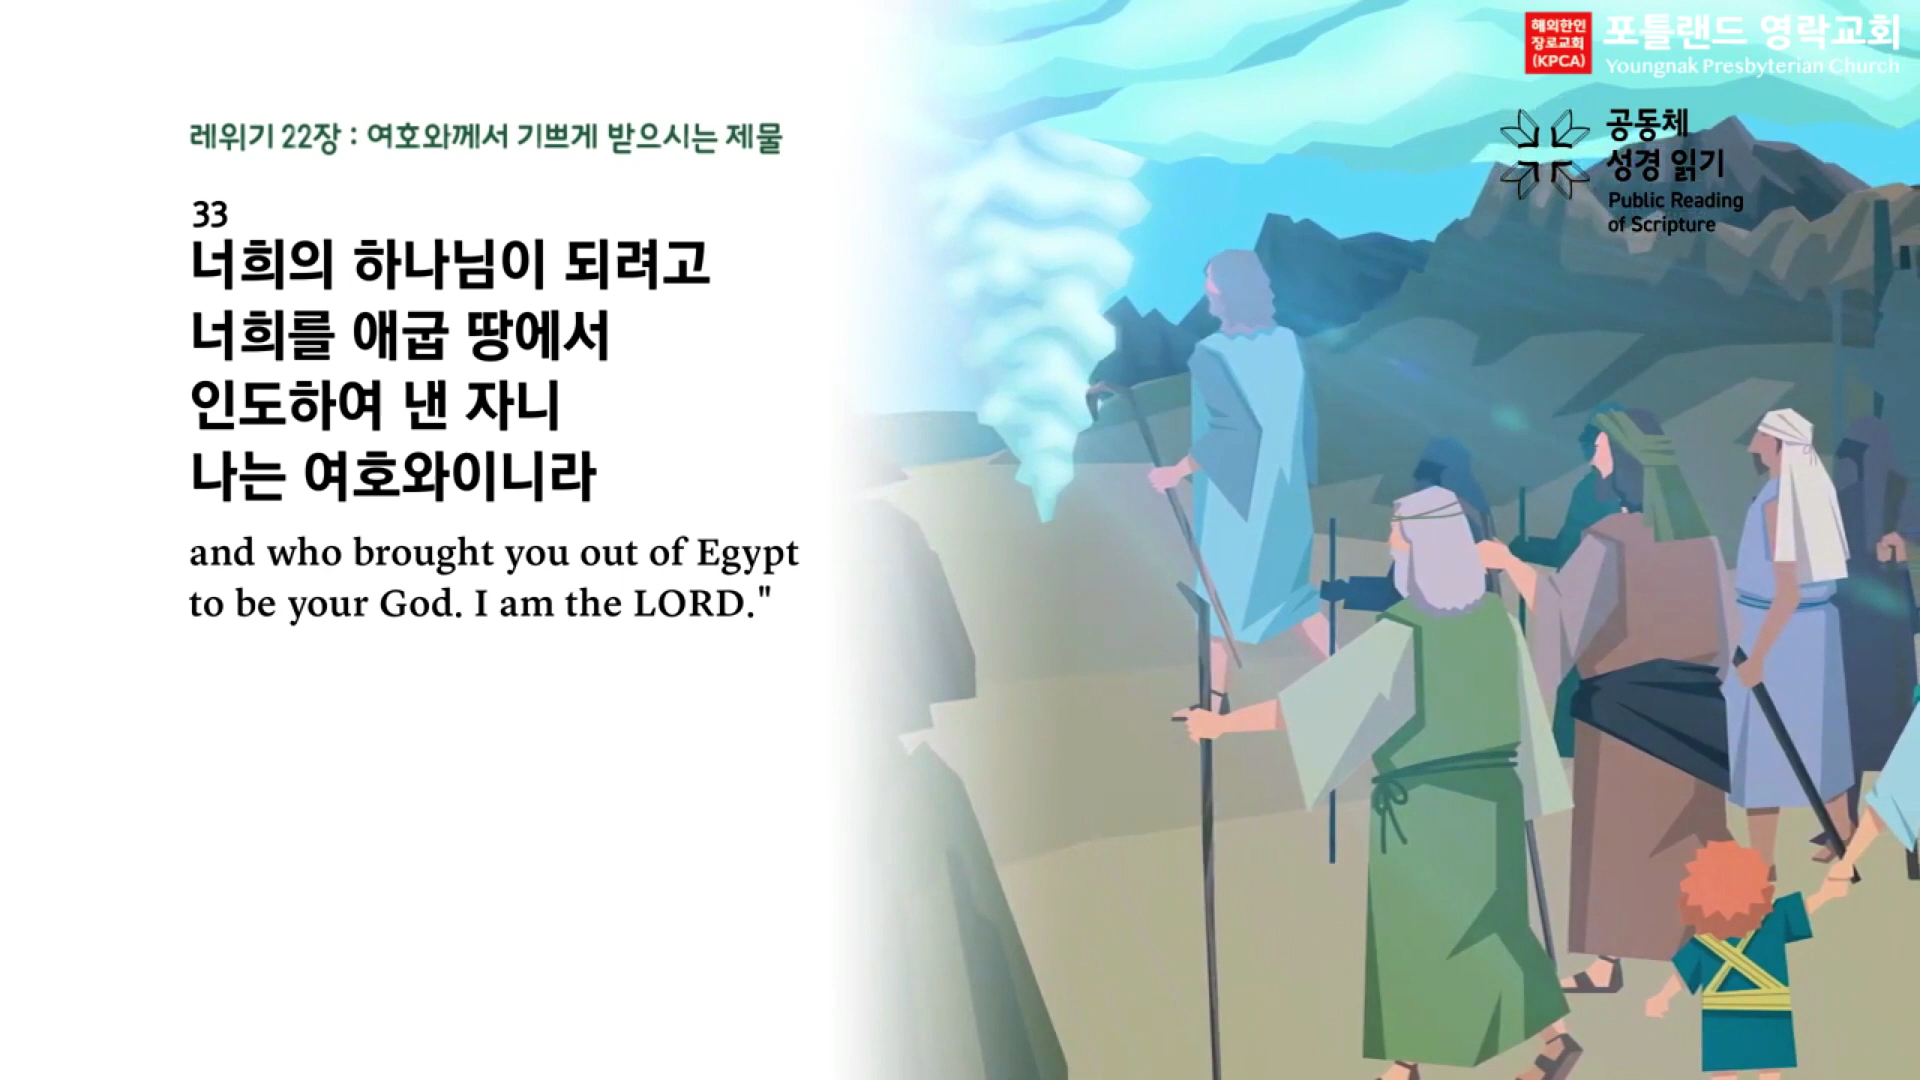 해외한인
장로교회
(KPCA)
포틀랜드 영락교회
Youngnak Presbyterian Church
공동체
성경 읽기
Public Reading
of Scripture
레위기 22장 : 여호와께서 기쁘게 받으시는 제물
33
너희의 하나님이 되려고
너희를 애굽 땅에서
인도하여 낸 자니
나는 여호와이니라
and who brought you out of Egypt
to be your God. I am the LORD."